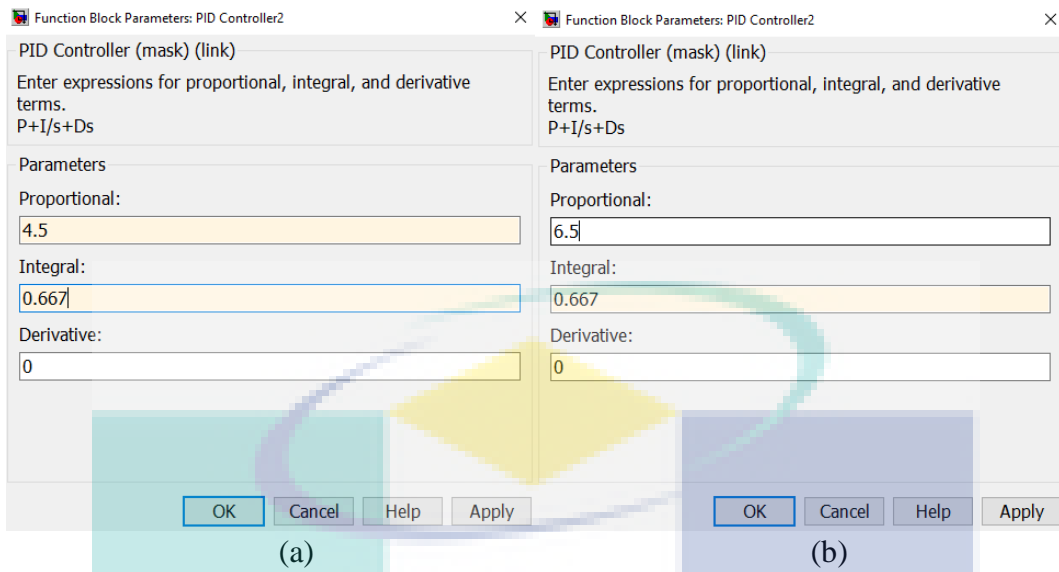 Function Block Parameters: PID Controller2
PID Controller (mask) (link)
Enter expressions for proportional, integral, and derivative
terms.
P+I/s+Ds
Parameters
Proportional:
4.5
Integral:
0.667
Derivative:
0
OK Cancel Help Apply
(a)
Function Block Parameters: PID Controller2
PID Controller (mask) (link)
Enter expressions for proportional, integral, and derivative
terms.
P+I/s+Ds
Parameters
Proportional:
6.5
Integral:
0.667
Derivative:
0
OK Cancel Help Apply
(b)